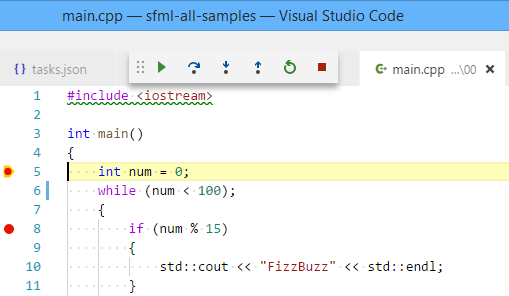 main.cpp — sfml-all-samples — Visual Studio Code
{} tasks.json
C++ main.cpp ...\00 ×
1 #include <iostream>
2
3 int main()
4 {
5     int num = 0;
6     while (num < 100);
7     {
8         if (num % 15)
9         {
10             std::cout << "FizzBuzz" << std::endl;
11         }